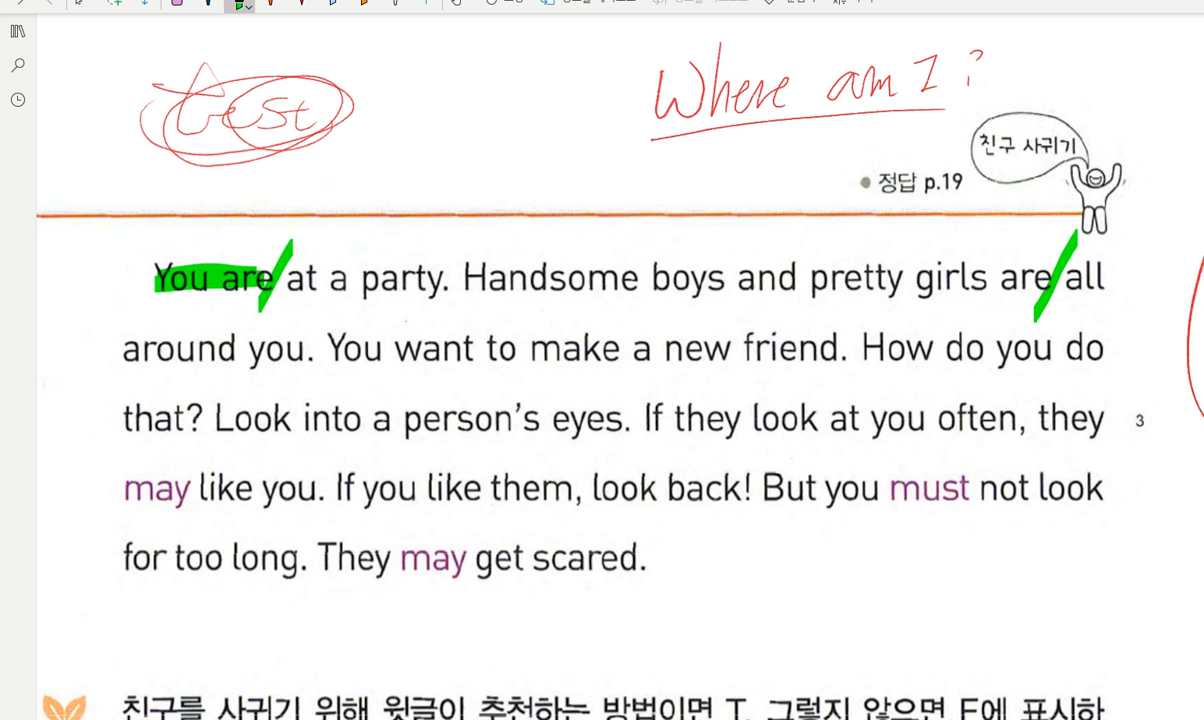 test
Where am I?
친구 사귀기
정답 p.19
You are / at a party. Handsome boys and pretty girls are / all
around you. You want to make a new friend. How do you do
that? Look into a person's eyes. If they look at you often, they
3
may like you. If you like them, look back! But you must not look
for too long. They may get scared.
친구를 사귀기 위해 윗글이 추천하는 방법이면 T, 그렇지 않으면 F에 표시하